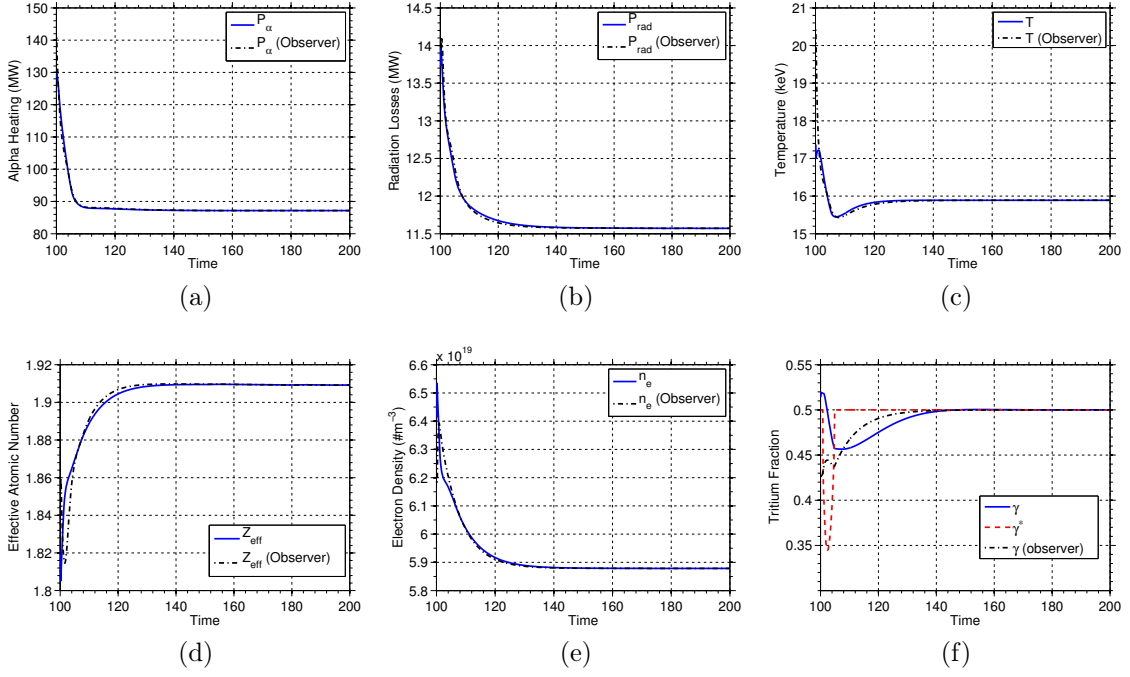 150
140
130
120
110
100
90
80
Alpha Heating (MW)
P_α
P_α (Observer)
100 120 140 160 180 200
Time
(a)
14.5
14
13.5
13
12.5
12
11.5
Radiation Losses (MW)
P_rad
P_rad (Observer)
100 120 140 160 180 200
Time
(b)
21
20
19
18
17
16
15
Temperature (keV)
T
T (Observer)
100 120 140 160 180 200
Time
(c)
1.92
1.9
1.88
1.86
1.84
1.82
1.8
Effective Atomic Number
Z_eff
Z_eff (Observer)
100 120 140 160 180 200
Time
(d)
x 10^19
6.6
6.5
6.4
6.3
6.2
6.1
6
5.9
5.8
Electron Density (#m^−3)
n_e
n_e (Observer)
100 120 140 160 180 200
Time
(e)
0.55
0.5
0.45
0.4
0.35
Tritium Fraction
γ
γ^*
γ (observer)
100 120 140 160 180 200
Time
(f)